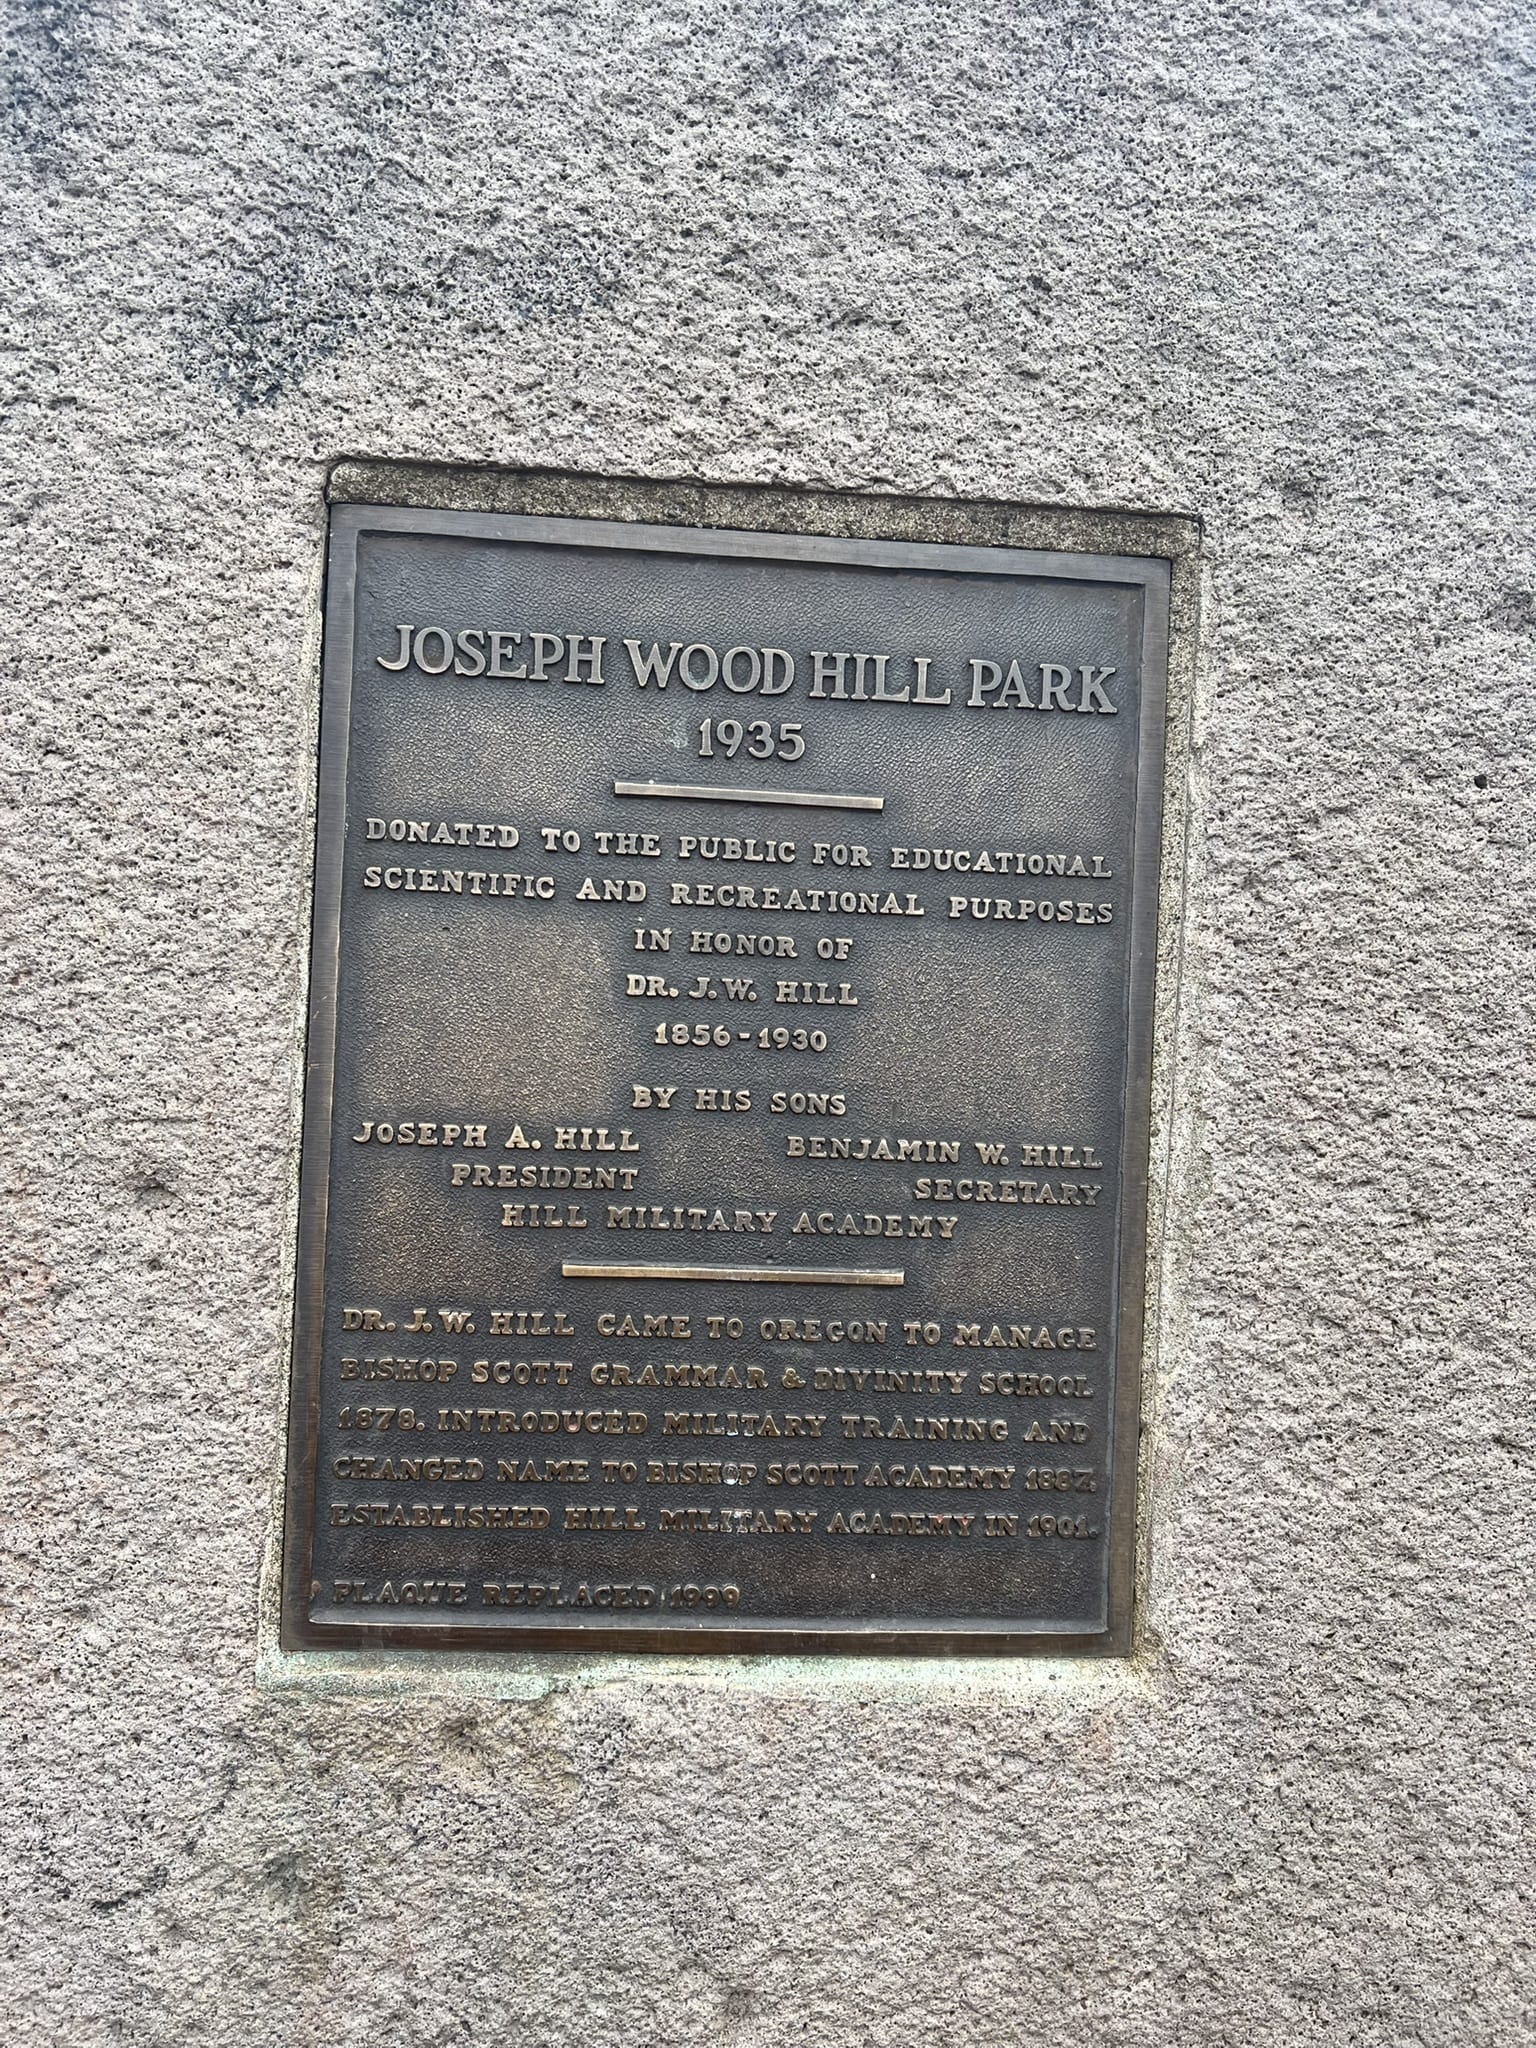 JOSEPH WOOD HILL PARK
1935
DONATED TO THE PUBLIC FOR EDUCATIONAL
SCIENTIFIC AND RECREATIONAL PURPOSES
IN HONOR OF
DR. J. W. HILL
1856-1930
BY HIS SONS
JOSEPH A. HILL BENJAMIN W. HILL
PRESIDENT SECRETARY
HILL MILITARY ACADEMY
DR. J. W. HILL CAME TO OREGON TO MANAGE
BISHOP SCOTT GRAMMAR & DIVINITY SCHOOL
1878. INTRODUCED MILITARY TRAINING AND
CHANGED NAME TO BISHOP SCOTT ACADEMY 1887.
ESTABLISHED HILL MILITARY ACADEMY IN 1901.
PLAQUE REPLACED 1999